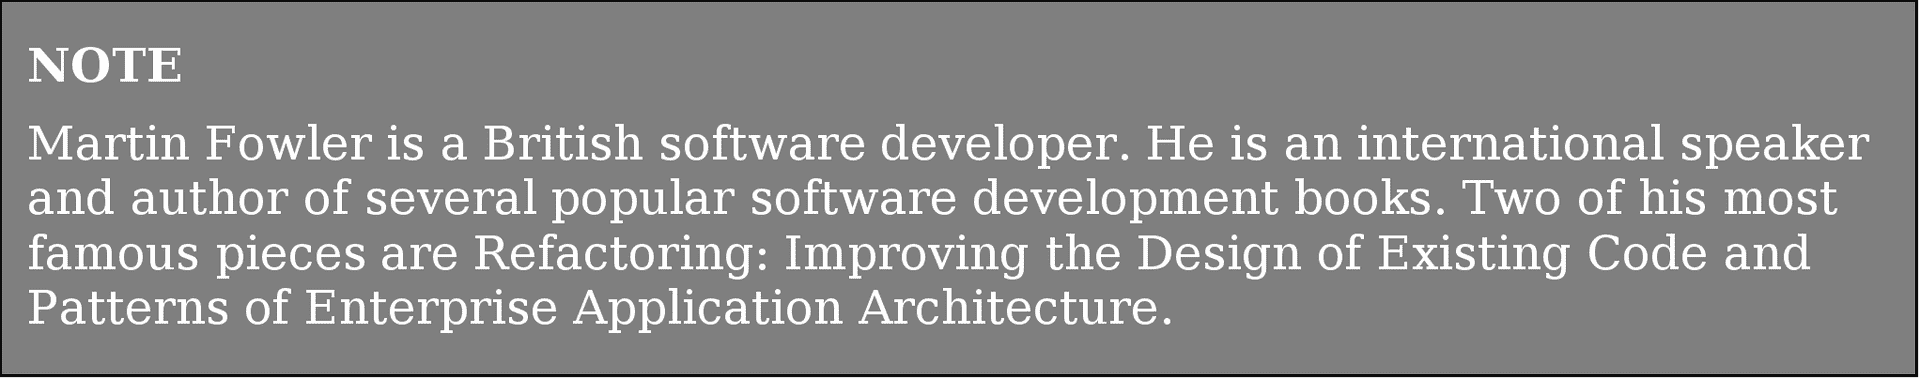 NOTE
Martin Fowler is a British software developer. He is an international speaker
and author of several popular software development books. Two of his most
famous pieces are Refactoring: Improving the Design of Existing Code and
Patterns of Enterprise Application Architecture.